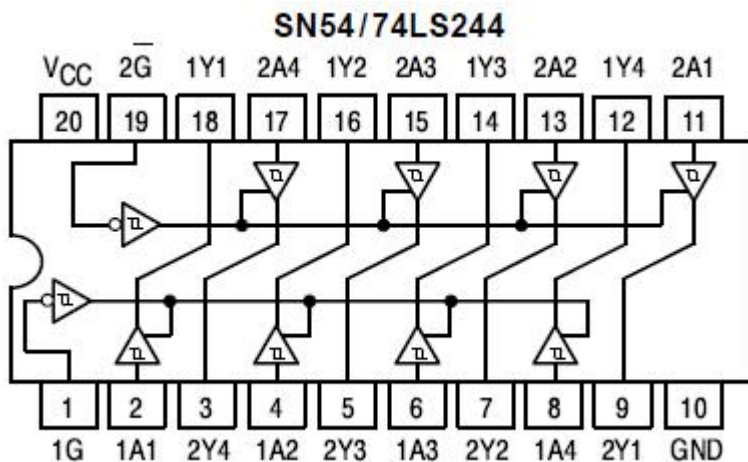 SN54/74LS244
VCC 2G̅ 1Y1 2A4 1Y2 2A3 1Y3 2A2 1Y4 2A1
20 19 18 17 16 15 14 13 12 11
1 2 3 4 5 6 7 8 9 10
1G 1A1 2Y4 1A2 2Y3 1A3 2Y2 1A4 2Y1 GND